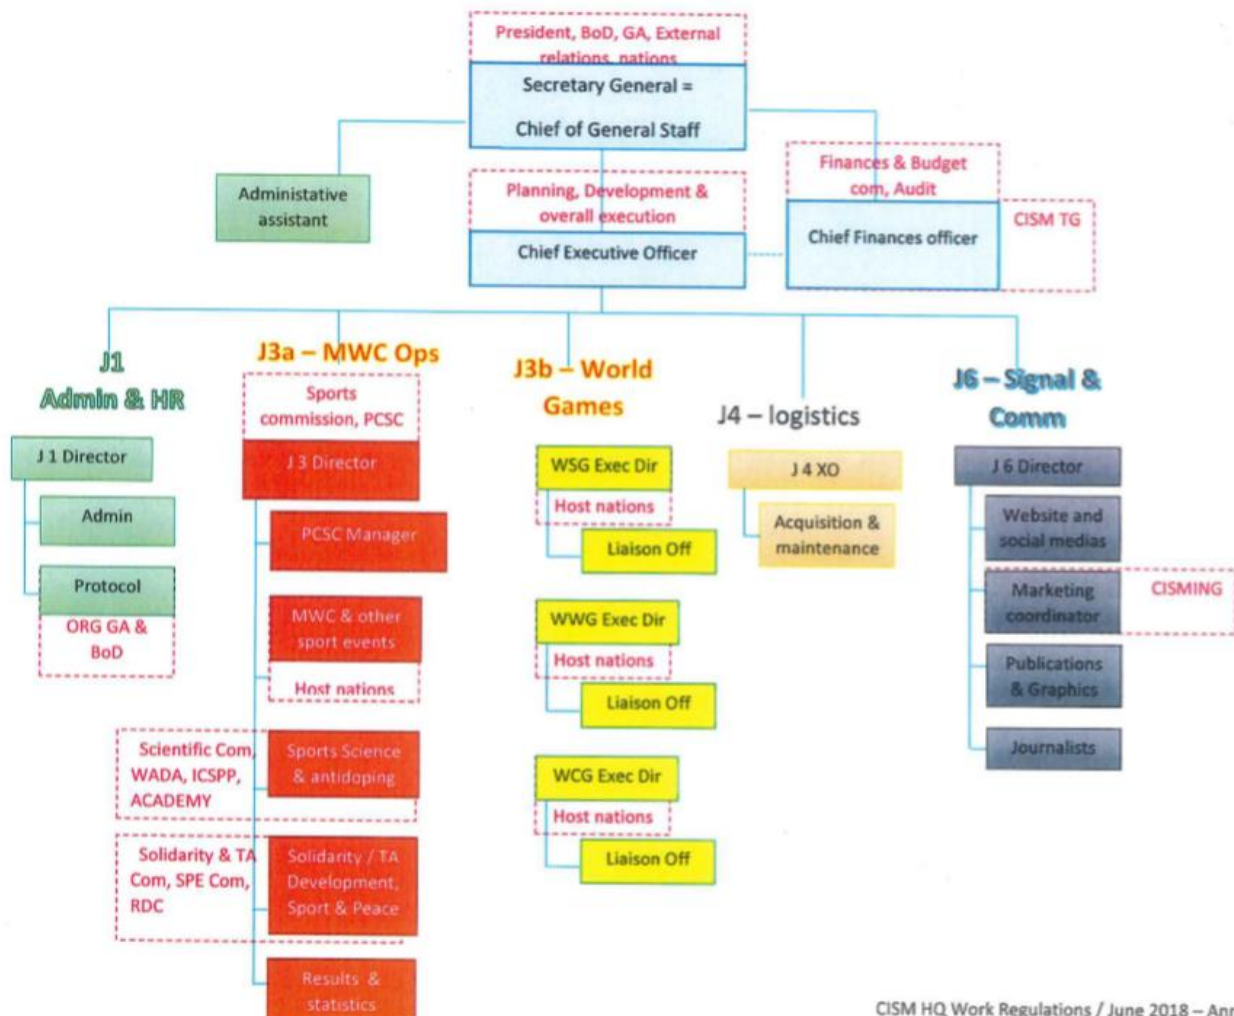 President, BoD, GA, External
relations, nations
Secretary General =
Chief of General Staff
Administative
assistant
Planning, Development &
overall execution
Chief Executive Officer
Finances & Budget
com, Audit
Chief Finances officer
CISM TG
J1
Admin & HR
J 1 Director
Admin
Protocol
ORG GA &
BoD
J3a – MWC Ops
Sports
commission, PCSC
J 3 Director
PCSC Manager
MWC & other
sport events
Host nations
Scientific Com,
WADA, ICSPP,
ACADEMY
Sports Science
& antidoping
Solidarity & TA
Com, SPE Com,
RDC
Solidarity / TA
Development,
Sport & Peace
Results &
statistics
J3b – World
Games
WSG Exec Dir
Host nations
Liaison Off
WWG Exec Dir
Host nations
Liaison Off
WCG Exec Dir
Host nations
Liaison Off
J4 – logistics
J 4 XO
Acquisition &
maintenance
J6 – Signal &
Comm
J 6 Director
Website and
social medias
Marketing
coordinator
CISMING
Publications
& Graphics
Journalists
CISM HQ Work Regulations / June 2018 – Ann